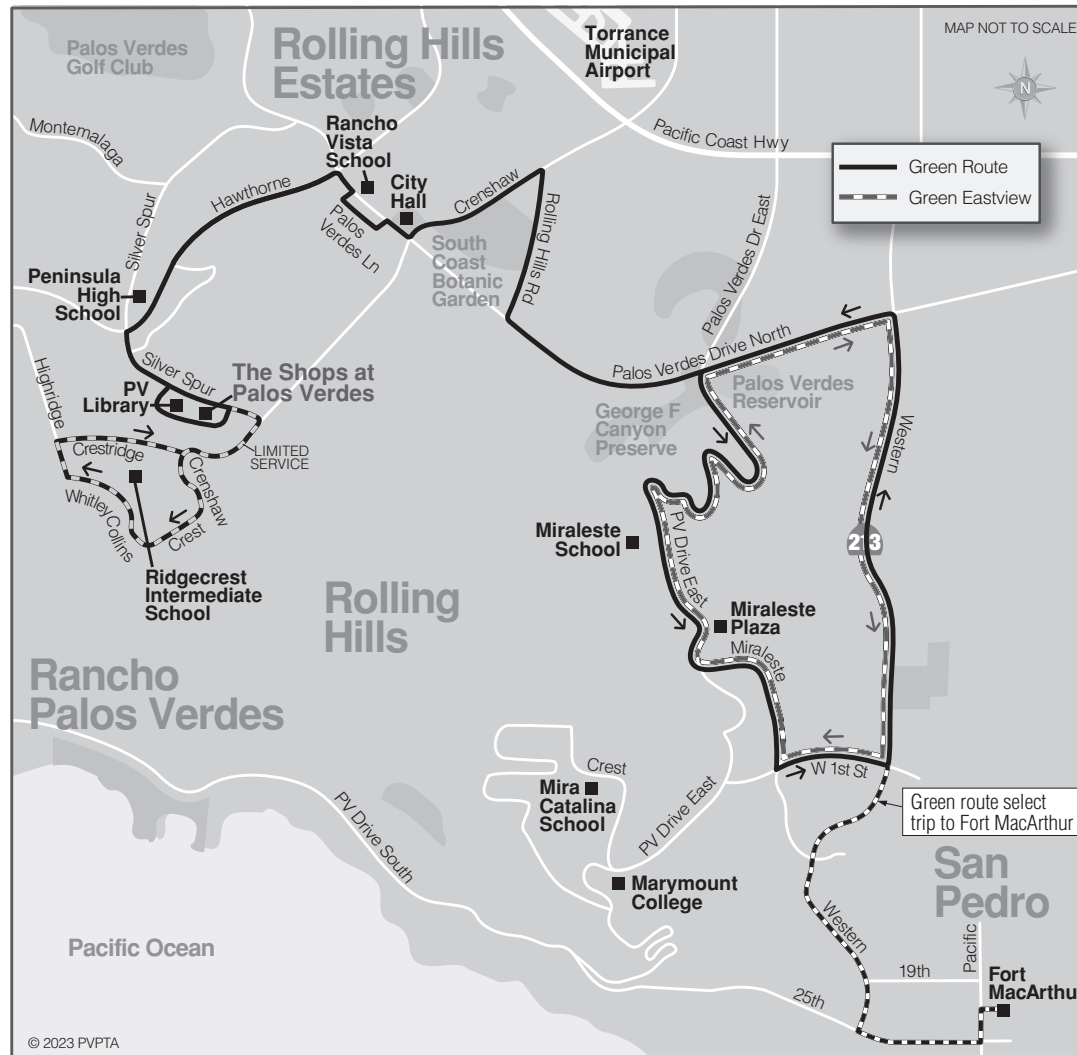 MAP NOT TO SCALE
Palos Verdes
Golf Club
Rolling Hills
Estates
Torrance
Municipal
Airport
Pacific Coast Hwy
N
Green Route
Green Eastview
Montemalaga
Rancho
Vista
School
City
Hall
Hawthorne
Crenshaw
Palos
Verdes Ln
Rolling Hills Rd
South
Coast
Botanic
Garden
Silver Spur
Palos Verdes Dr East
Peninsula
High
School
Palos Verdes Drive North
Silver Spur
The Shops at
Palos Verdes
PV
Library
Highridge
Palos Verdes
Reservoir
George F
Canyon
Preserve
Western
LIMITED
SERVICE
Crestridge
Crenshaw
Whitley Collins
Crest
Ridgecrest
Intermediate
School
PV Drive East
Miraleste
School
213
Rolling
Hills
Miraleste
Plaza
Miraleste
Rancho
Palos Verdes
W 1st St
Crest
Mira
Catalina
School
PV Drive East
Green route select
trip to Fort MacArthur
San
Pedro
PV Drive South
Marymount
College
Western
Pacific
Pacific Ocean
19th
Fort
MacArthur
25th
© 2023 PVPTA